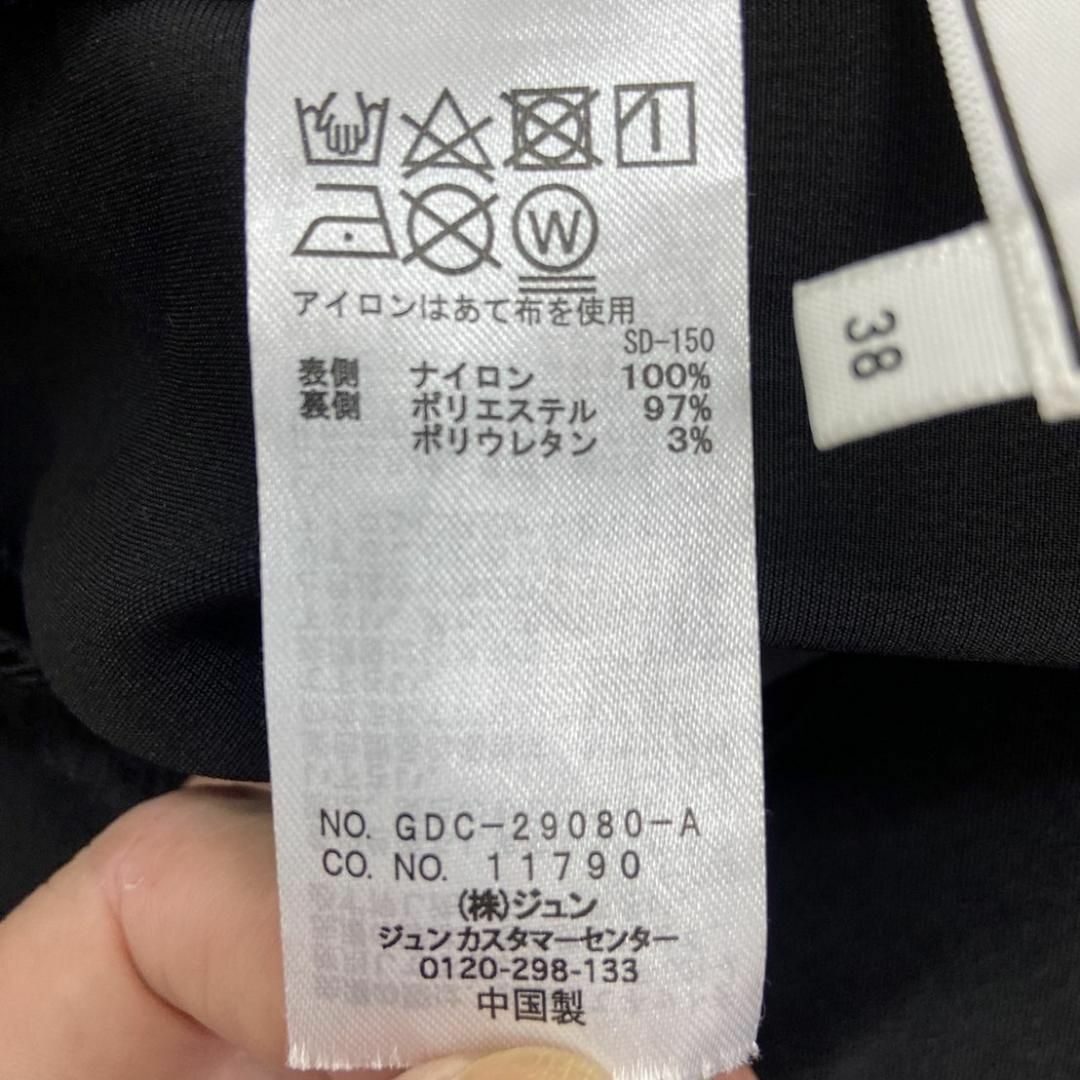 W
アイロンはあて布を使用
SD-150
表側 ナイロン 100%
裏側 ポリエステル 97%
ポリウレタン 3%
NO. GDC-29080-A
CO. NO. 11790
(株)ジュン
ジュンカスタマーセンター
0120-298-133
中国製
38